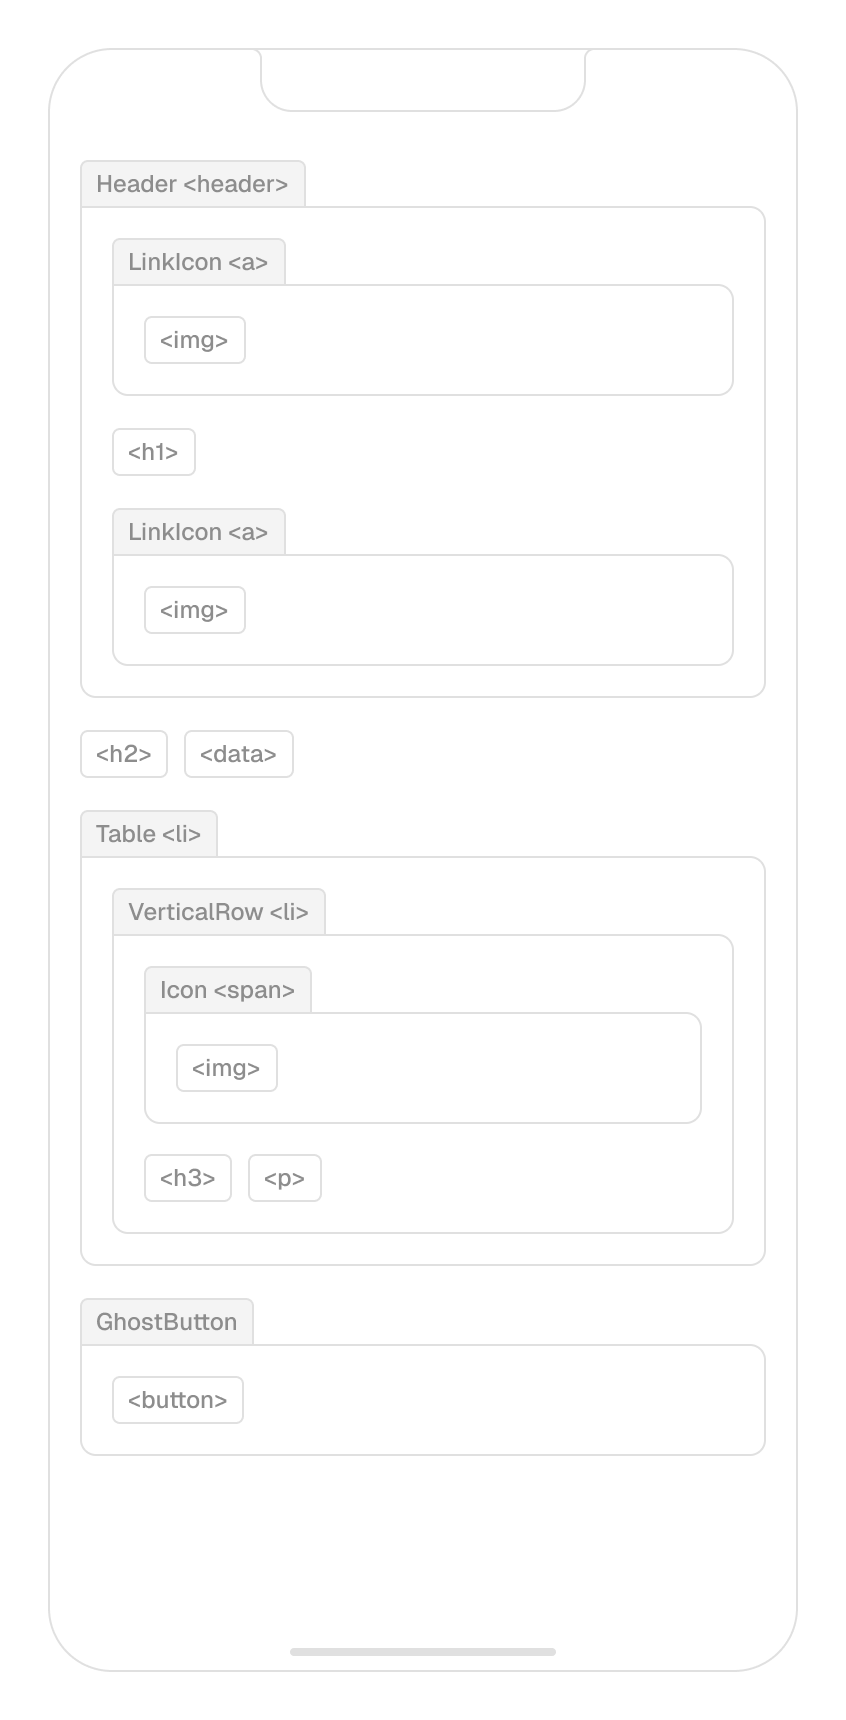 Header <header>
LinkIcon <a>
<img>
<h1>
LinkIcon <a>
<img>
<h2> <data>
Table <li>
VerticalRow <li>
Icon <span>
<img>
<h3> <p>
GhostButton
<button>